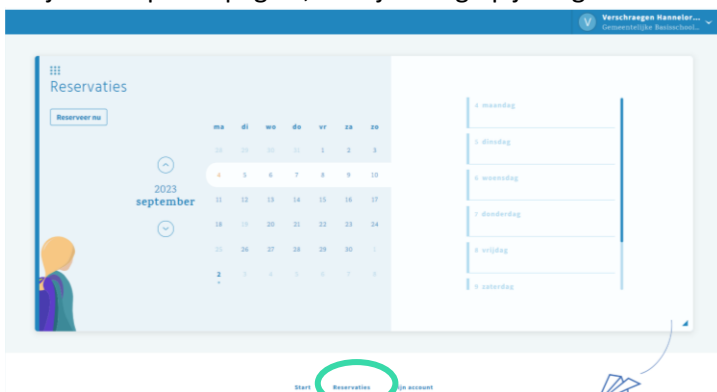 Verschraegen Hannelor...
V
Gemeentelijke Basisschool...
Reservaties
Reserveer nu
ma di wo do vr za zo
28 29 30 31 1 2 3
4 5 6 7 8 9 10
11 12 13 14 15 16 17
18 19 20 21 22 23 24
25 26 27 28 29 30 1
2 3 4 5 6 7 8
2023
september
4 maandag
5 dinsdag
6 woensdag
7 donderdag
8 vrijdag
9 zaterdag
Start Reservaties ijn account